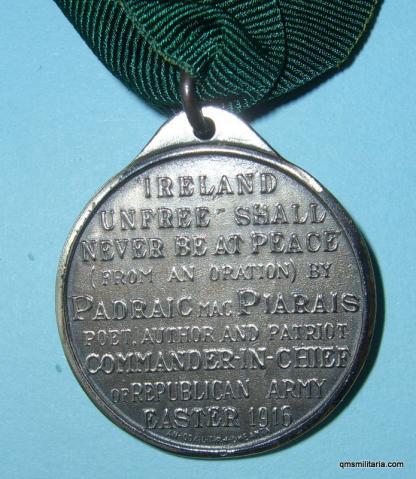 "IRELAND
UNFREE" SHALL
NEVER BE AT PEACE
(FROM AN ORATION) BY
PADRAIC MAC PIARAIS
POET, AUTHOR AND PATRIOT
COMMANDER-IN-CHIEF
OF REPUBLICAN ARMY
EASTER 1916
qmsmilitaria.com